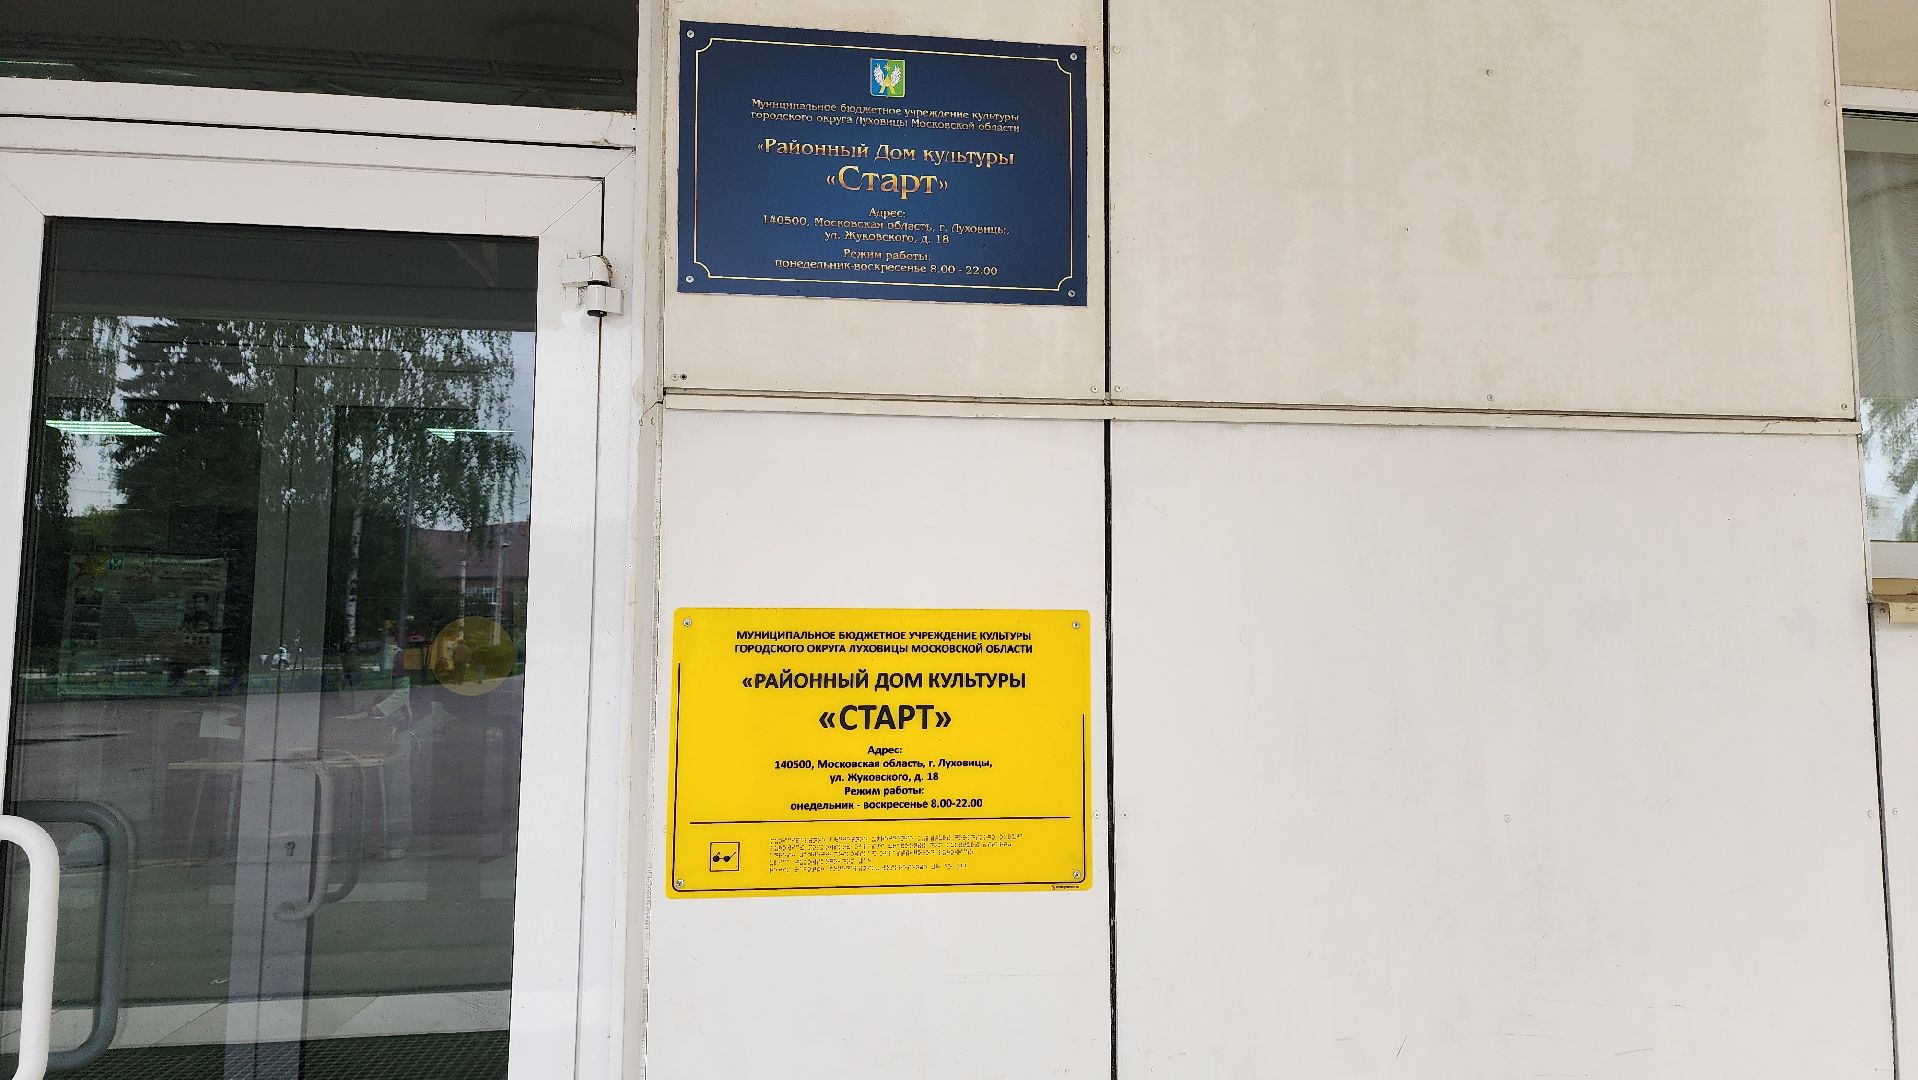 Муниципальное бюджетное учреждение культуры
городского округа Луховицы Московской области
«Районный Дом культуры
«Старт»
Адрес:
140500, Московская область, г. Луховицы,
ул. Жуковского, д. 18
Режим работы:
понедельник-воскресенье 8.00 - 22.00
МУНИЦИПАЛЬНОЕ БЮДЖЕТНОЕ УЧРЕЖДЕНИЕ КУЛЬТУРЫ
ГОРОДСКОГО ОКРУГА ЛУХОВИЦЫ МОСКОВСКОЙ ОБЛАСТИ
«РАЙОННЫЙ ДОМ КУЛЬТУРЫ
«СТАРТ»
Адрес:
140500, Московская область, г. Луховицы,
ул. Жуковского, д. 18
Режим работы:
онедельник - воскресенье 8.00-22.00